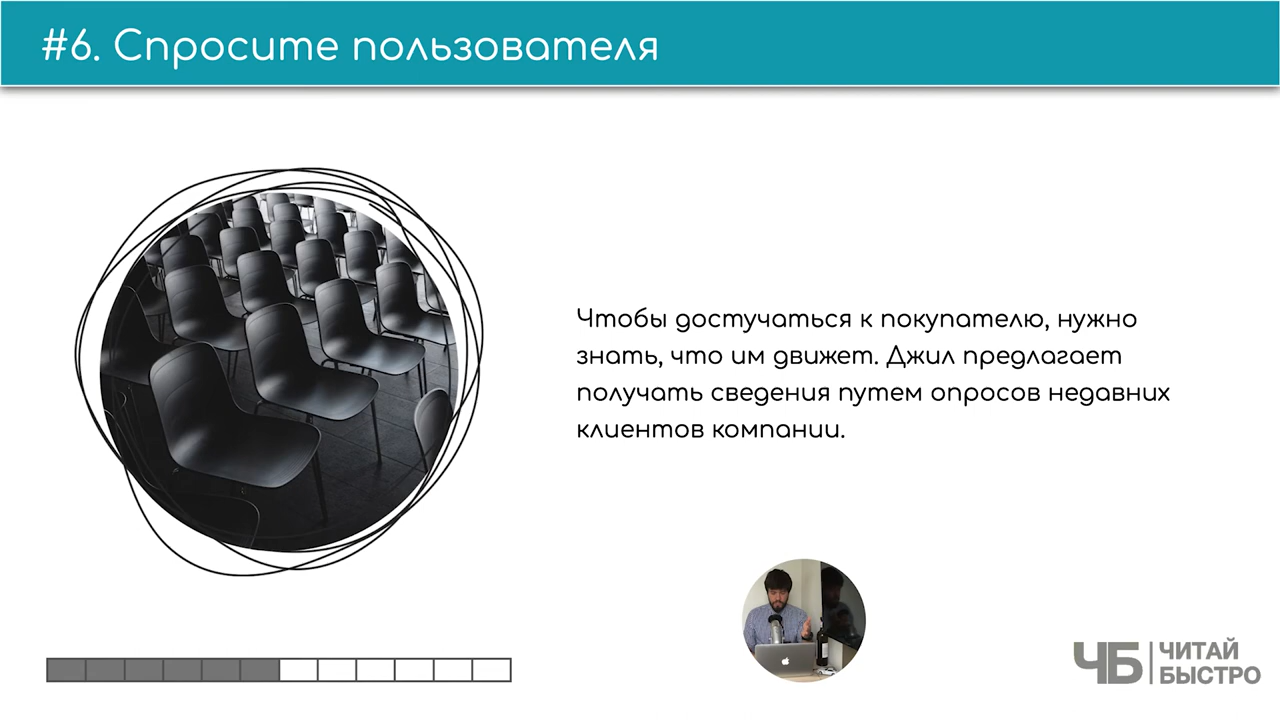 #6. Спросите пользователя
Чтобы достучаться к покупателю, нужно
знать, что им движет. Джил предлагает
получать сведения путем опросов недавних
клиентов компании.
ЧБ
ЧИТАЙ
БЫСТРО